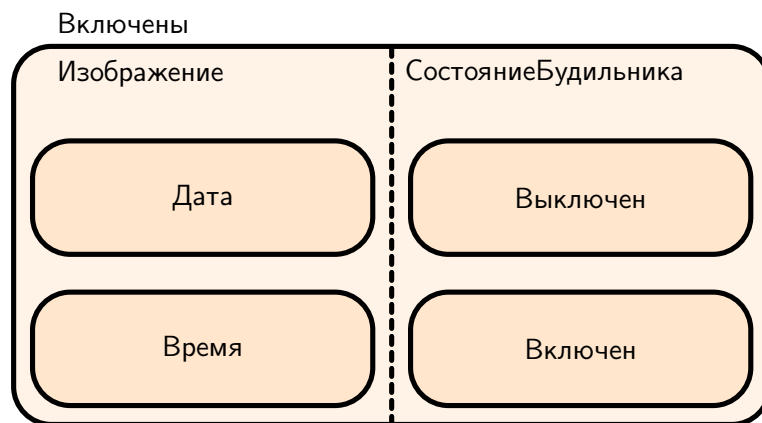 Включены
Изображение
СостояниеБудильника
Дата
Выключен
Время
Включен